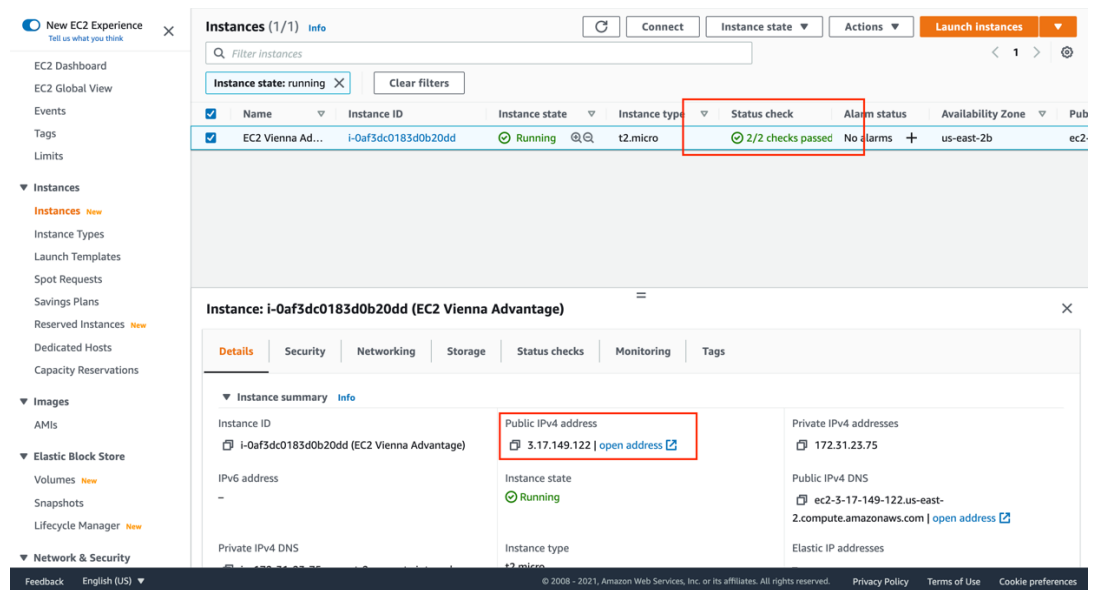 New EC2 Experience
Tell us what you think
EC2 Dashboard
EC2 Global View
Events
Tags
Limits
Instances
Instances New
Instance Types
Launch Templates
Spot Requests
Savings Plans
Reserved Instances New
Dedicated Hosts
Capacity Reservations
Images
AMIs
Elastic Block Store
Volumes New
Snapshots
Lifecycle Manager New
Network & Security
Instances (1/1) Info
Connect
Instance state
Actions
Launch instances
Filter instances
1
Instance state: running
Clear filters
Name Instance ID Instance state Instance type Status check Alarm status Availability Zone Pub
EC2 Vienna Ad... i-0af3dc0183d0b20dd Running t2.micro 2/2 checks passed No alarms + us-east-2b ec2-
Instance: i-0af3dc0183d0b20dd (EC2 Vienna Advantage)
Details Security Networking Storage Status checks Monitoring Tags
Instance summary Info
Instance ID
i-0af3dc0183d0b20dd (EC2 Vienna Advantage)
Public IPv4 address
3.17.149.122 | open address
Private IPv4 addresses
172.31.23.75
IPv6 address
–
Instance state
Running
Public IPv4 DNS
ec2-3-17-149-122.us-east-
2.compute.amazonaws.com | open address
Private IPv4 DNS
Instance type
t2.micro
Elastic IP addresses
–
Feedback English (US) © 2008 - 2021, Amazon Web Services, Inc. or its affiliates. All rights reserved. Privacy Policy Terms of Use Cookie preferences